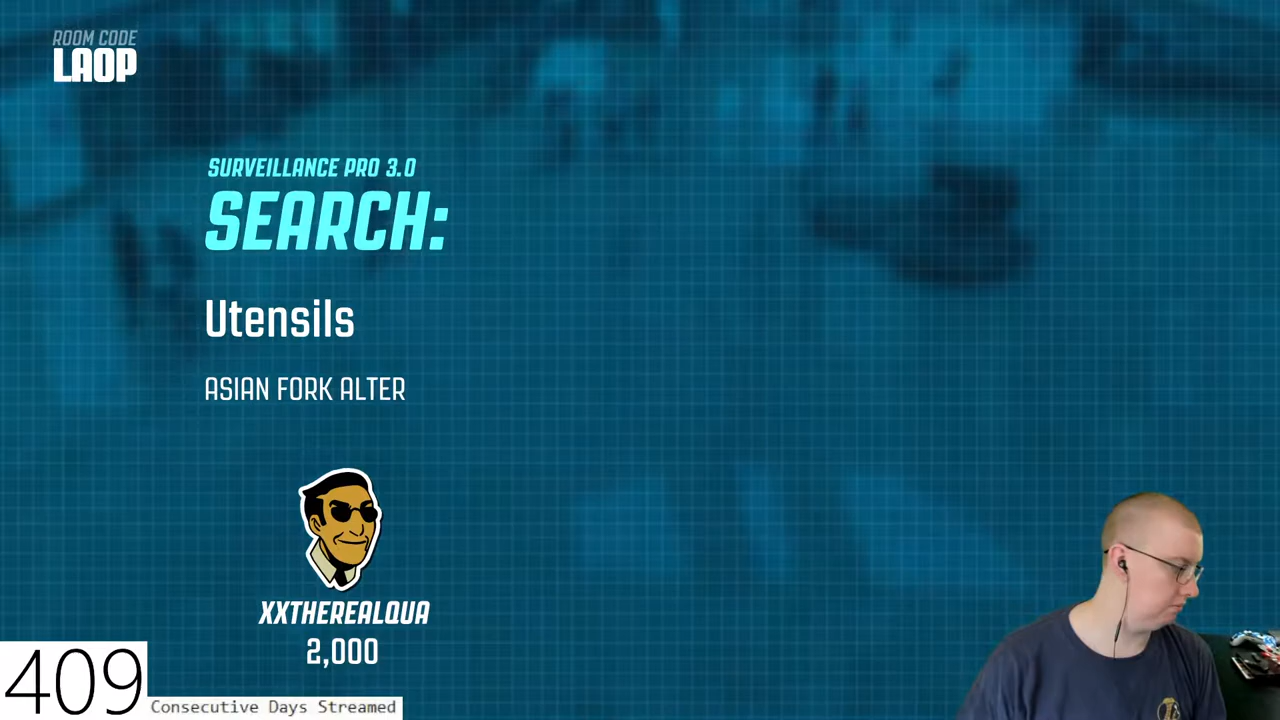 ROOM CODE
LAOP
SURVEILLANCE PRO 3.0
SEARCH:
Utensils
ASIAN FORK ALTER
XXTHEREALQUA
2,000
409
Consecutive Days Streamed